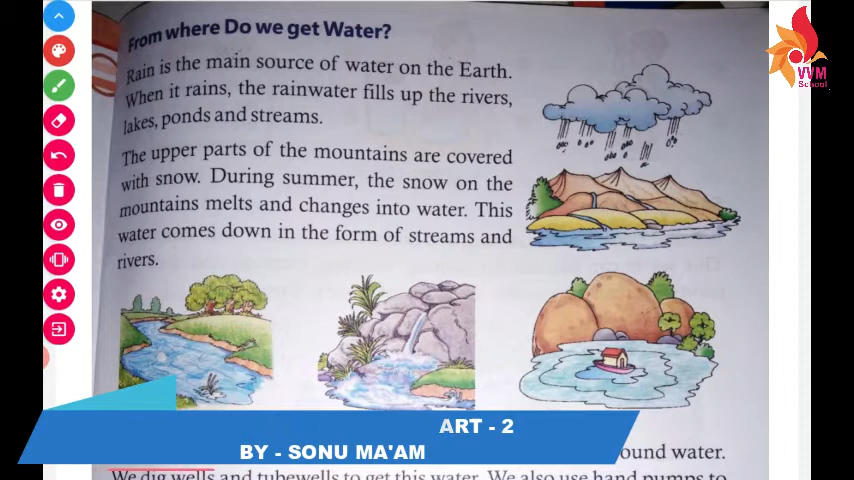 From where Do we get Water?
Rain is the main source of water on the Earth.
When it rains, the rainwater fills up the rivers,
lakes, ponds and streams.
The upper parts of the mountains are covered
with snow. During summer, the snow on the
mountains melts and changes into water. This
water comes down in the form of streams and
rivers.
VVM
School
ART - 2
BY - SONU MA'AM
ound water.
We dig wells and tubewells to get this water. We also use hand pumps to